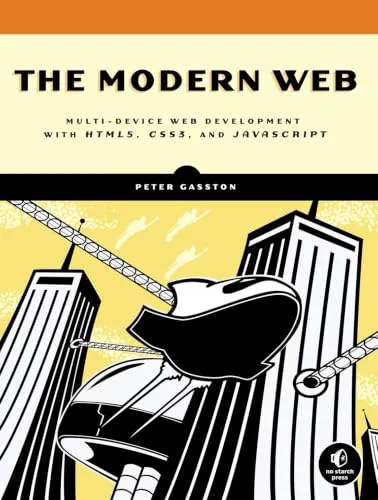 THE MODERN WEB
MULTI-DEVICE WEB DEVELOPMENT
WITH HTML5, CSS3, AND JAVASCRIPT
PETER GASSTON
no starch
press